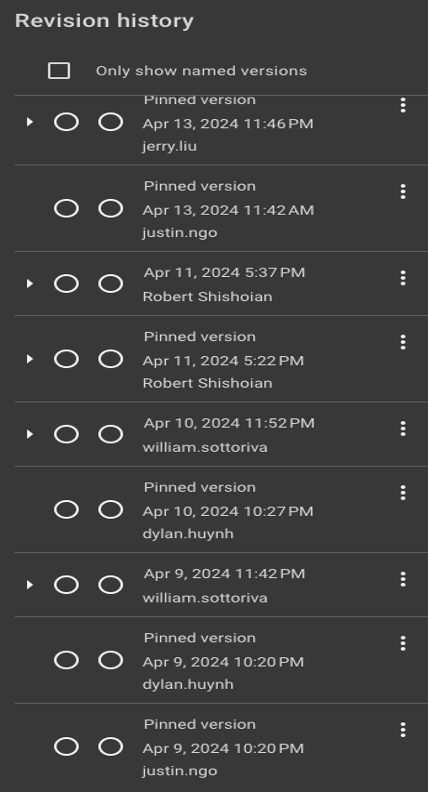 Revision history
Only show named versions
Pinned version
Apr 13, 2024 11:46 PM
jerry.liu
Pinned version
Apr 13, 2024 11:42 AM
justin.ngo
Apr 11, 2024 5:37 PM
Robert Shishoian
Pinned version
Apr 11, 2024 5:22 PM
Robert Shishoian
Apr 10, 2024 11:52 PM
william.sottoriva
Pinned version
Apr 10, 2024 10:27 PM
dylan.huynh
Apr 9, 2024 11:42 PM
william.sottoriva
Pinned version
Apr 9, 2024 10:20 PM
dylan.huynh
Pinned version
Apr 9, 2024 10:20 PM
justin.ngo